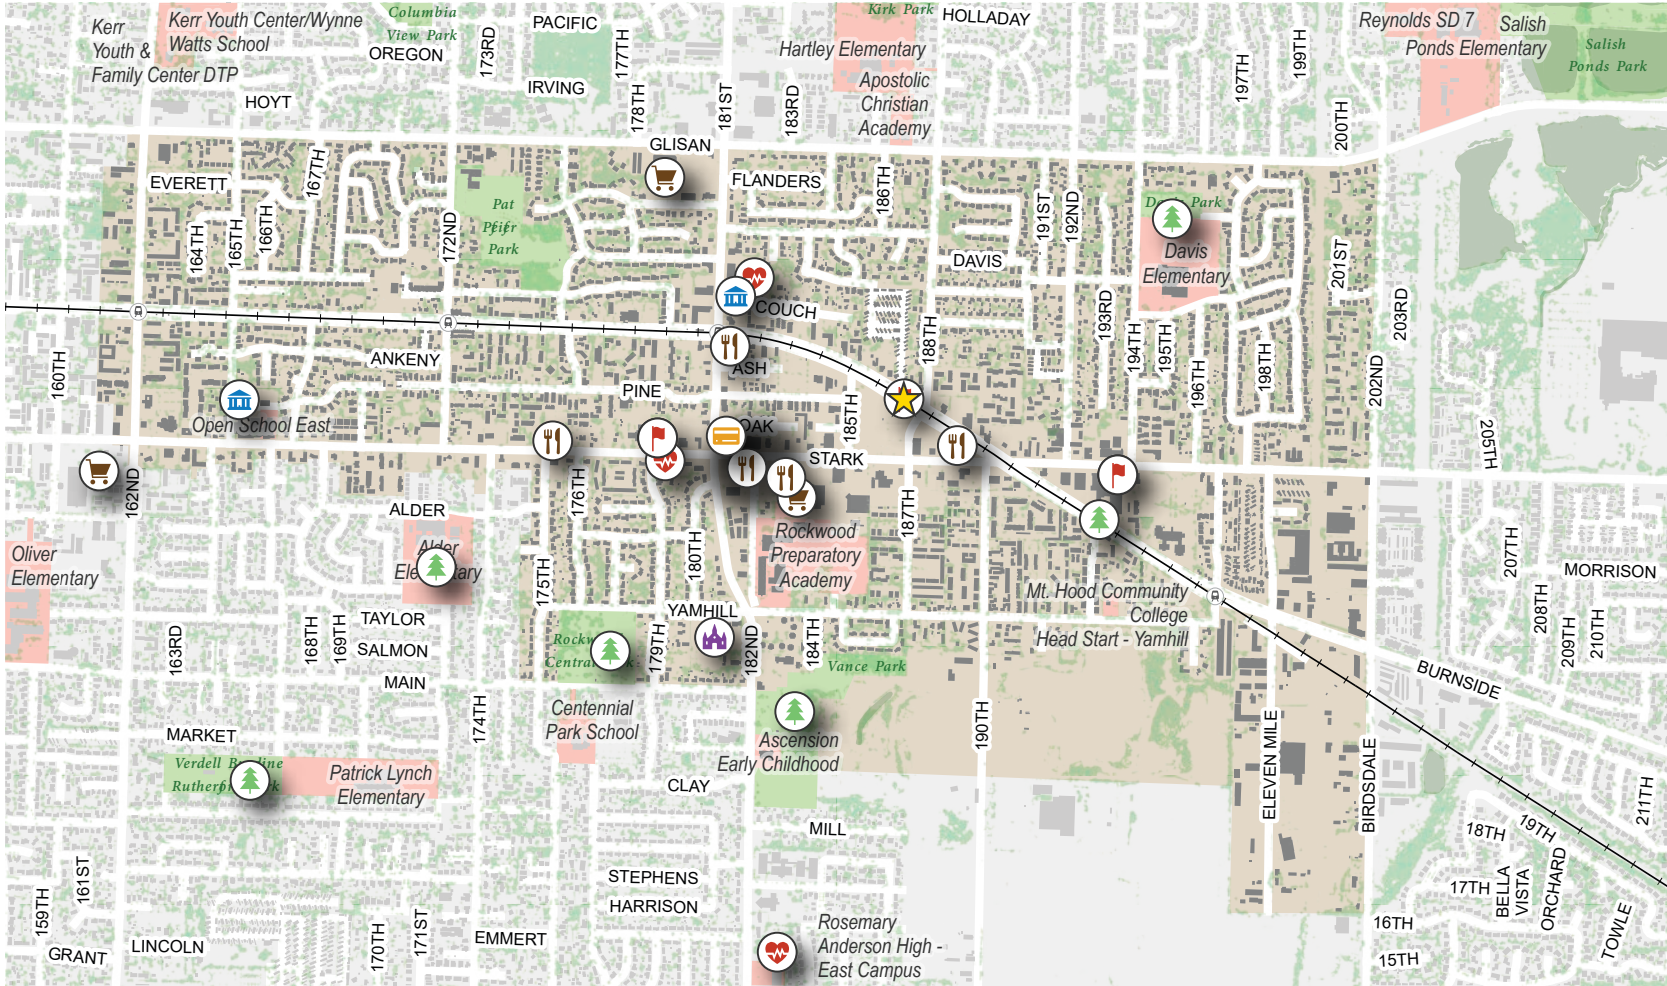 Kerr
Youth &
Family Center DTP
Kerr Youth Center/Wynne
Watts School
Columbia
View Park
OREGON
173RD
PACIFIC
IRVING
177TH
178TH
HOYT
181ST
183RD
Kirk Park
Hartley Elementary
Apostolic
Christian
Academy
HOLLADAY
197TH
199TH
200TH
Reynolds SD 7
Salish
Ponds Elementary
Salish
Ponds Park
GLISAN
EVERETT
167TH
164TH
165TH
166TH
172ND
Pat
Pfeifer
Park
FLANDERS
186TH
DAVIS
191ST
192ND
Davis Park
Davis
Elementary
201ST
203RD
COUCH
ASH
188TH
193RD
194TH
195TH
196TH
198TH
202ND
160TH
ANKENY
PINE
Open School East
OAK
185TH
STARK
205TH
162ND
176TH
ALDER
Alder
Elementary
187TH
Oliver
Elementary
175TH
180TH
Rockwood
Preparatory
Academy
207TH
MORRISON
208TH
209TH
210TH
Mt. Hood Community
College
Head Start - Yamhill
TAYLOR
SALMON
MAIN
163RD
168TH
169TH
YAMHILL
179TH
182ND
184TH
Vance Park
BURNSIDE
174TH
Centennial
Park School
190TH
MARKET
Verdell
Patrick Lynch
Elementary
Ascension
Early Childhood
CLAY
ELEVEN MILE
BIRDSDALE
211TH
MILL
18TH
19TH
161ST
159TH
STEPHENS
HARRISON
17TH
BELLA
VISTA
ORCHARD
16TH
TOWLE
15TH
GRANT
LINCOLN
170TH
171ST
EMMERT
Rosemary
Anderson High -
East Campus